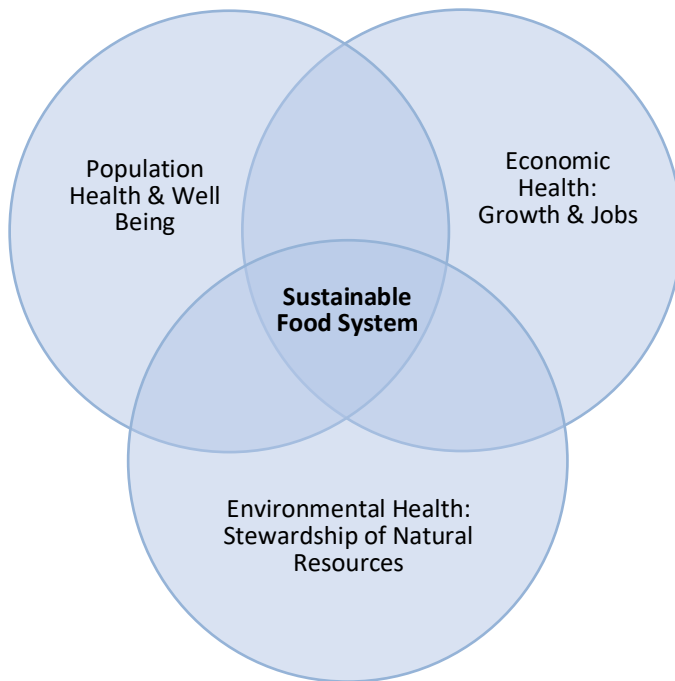 Population
Health & Well
Being
Economic
Health:
Growth & Jobs
Sustainable
Food System
Environmental Health:
Stewardship of Natural
Resources